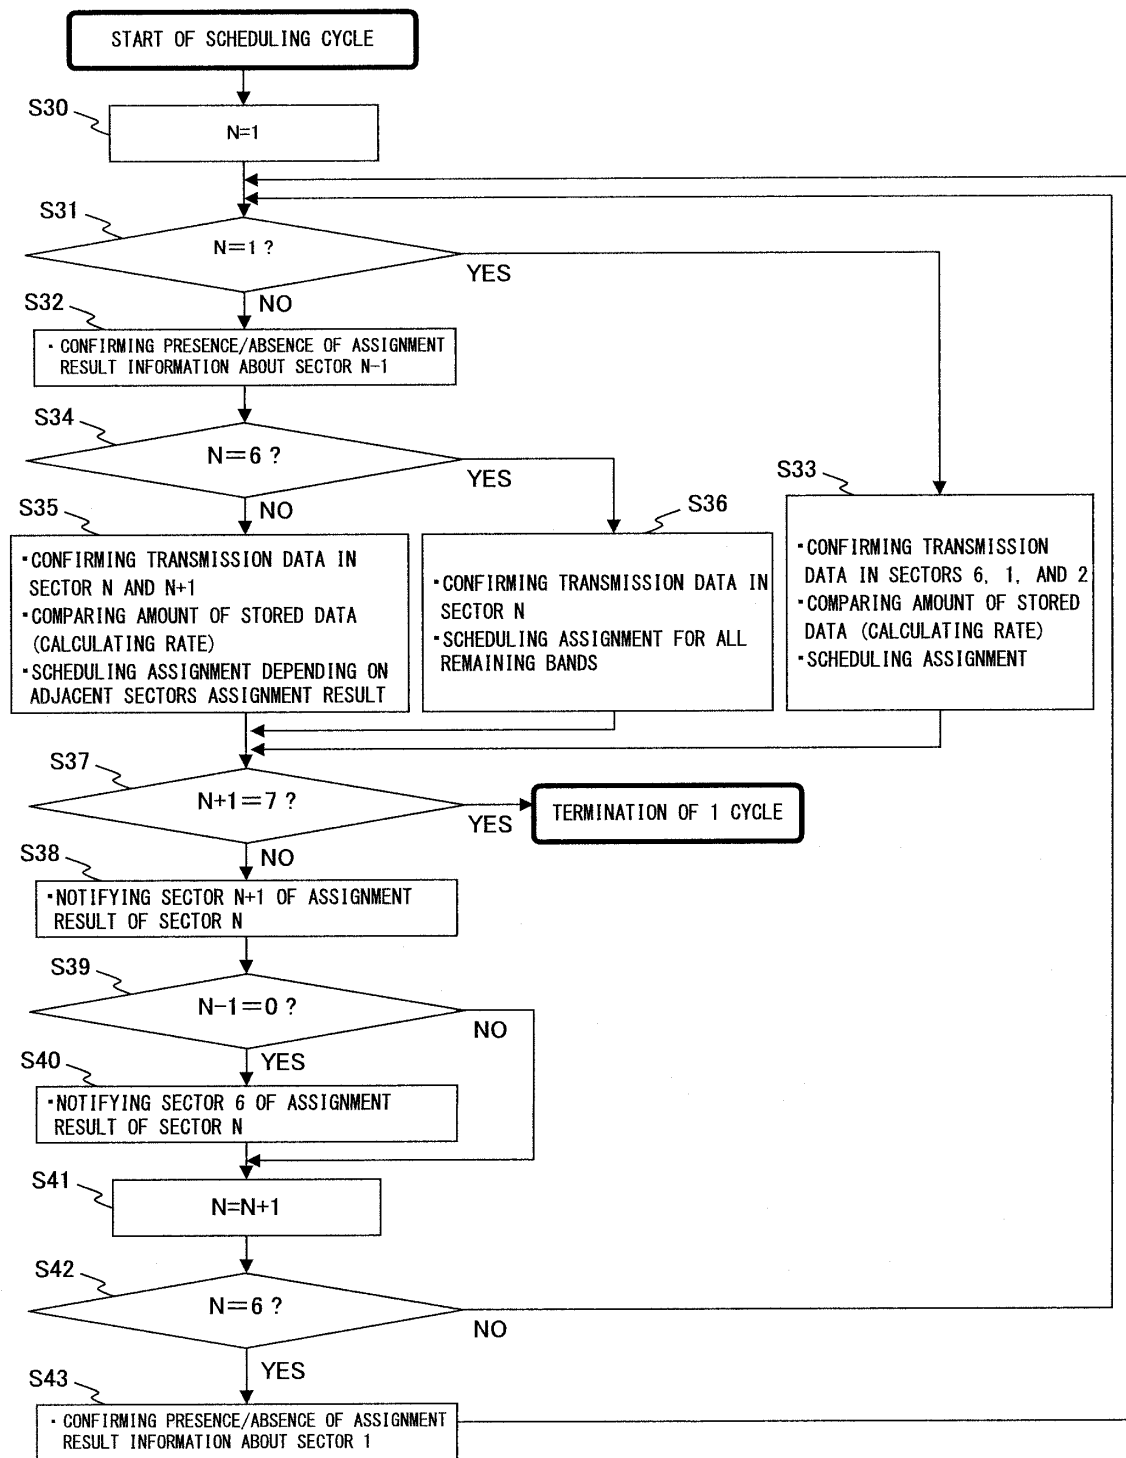 START OF SCHEDULING CYCLE
S30
N=1
S31
N=1 ?
YES
NO
S32
・CONFIRMING PRESENCE/ABSENCE OF ASSIGNMENT
RESULT INFORMATION ABOUT SECTOR N-1
S34
N=6 ?
YES
NO
S35
・CONFIRMING TRANSMISSION DATA IN
SECTOR N AND N+1
・COMPARING AMOUNT OF STORED DATA
(CALCULATING RATE)
・SCHEDULING ASSIGNMENT DEPENDING ON
ADJACENT SECTORS ASSIGNMENT RESULT
S36
・CONFIRMING TRANSMISSION DATA IN
SECTOR N
・SCHEDULING ASSIGNMENT FOR ALL
REMAINING BANDS
S33
・CONFIRMING TRANSMISSION
DATA IN SECTORS 6, 1, AND 2
・COMPARING AMOUNT OF STORED
DATA (CALCULATING RATE)
・SCHEDULING ASSIGNMENT
S37
N+1=7 ?
YES
TERMINATION OF 1 CYCLE
NO
S38
・NOTIFYING SECTOR N+1 OF ASSIGNMENT
RESULT OF SECTOR N
S39
N-1=0 ?
NO
YES
S40
・NOTIFYING SECTOR 6 OF ASSIGNMENT
RESULT OF SECTOR N
S41
N=N+1
S42
N=6 ?
NO
YES
S43
・CONFIRMING PRESENCE/ABSENCE OF ASSIGNMENT
RESULT INFORMATION ABOUT SECTOR 1